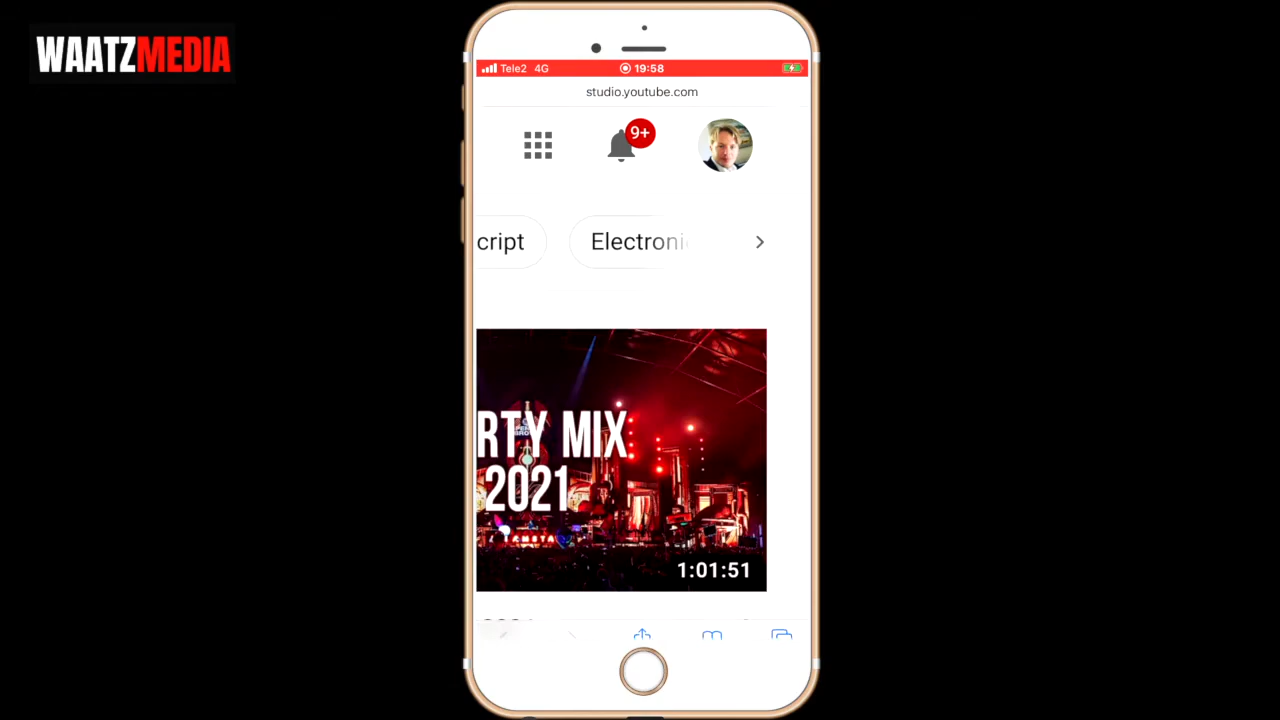 WAATZMEDIA
Tele2 4G 19:58
studio.youtube.com
9+
cript Electroni
RTY MIX
2021
1:01:51